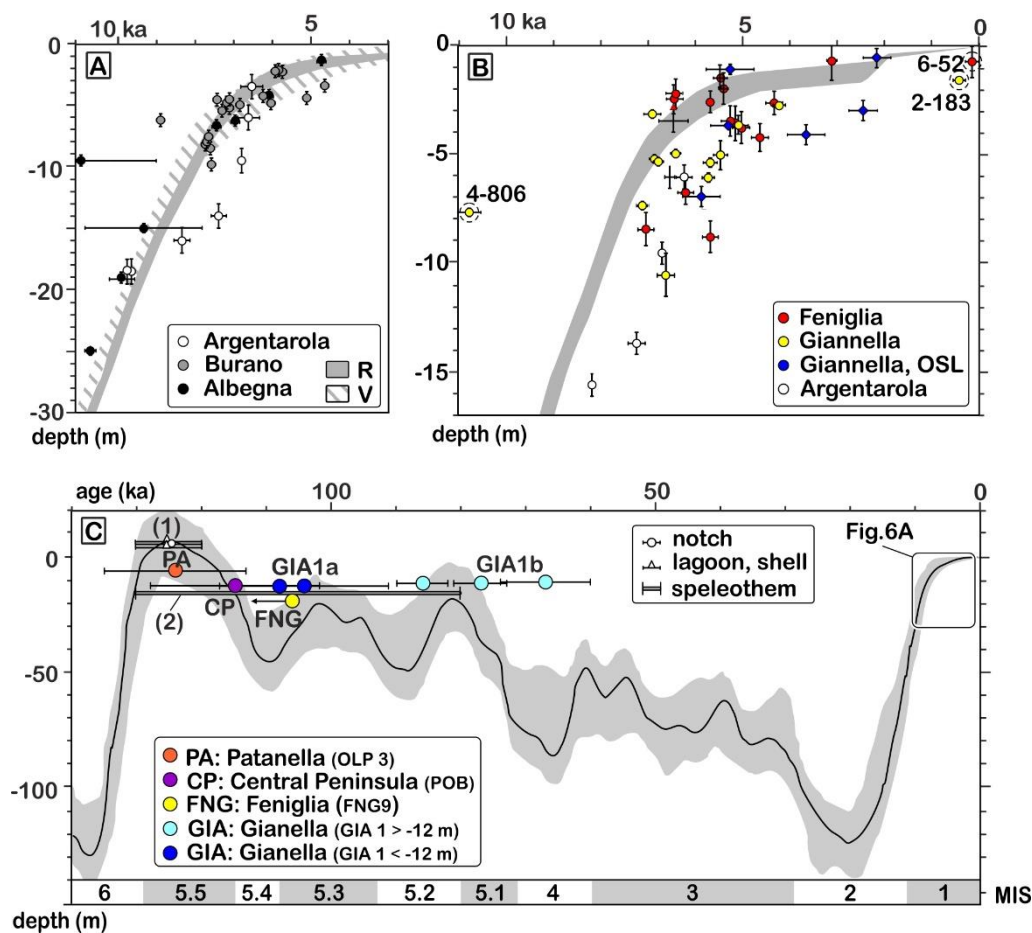 10 ka 5
0
A
-10
-20
-30
depth (m)
Argentarola
Burano
Albegna
R
V
10 ka 5 0
0
B
-5
-10
-15
depth (m)
6-52
2-183
4-806
Feniglia
Giannella
Giannella, OSL
Argentarola
age (ka) 100 50 0
C
0
-50
-100
(1)
PA
(2)
CP
FNG
GIA1a
GIA1b
notch
lagoon, shell
speleothem
Fig.6A
PA: Patanella (OLP 3)
CP: Central Peninsula (POB)
FNG: Feniglia (FNG9)
GIA: Gianella (GIA 1 > -12 m)
GIA: Gianella (GIA 1 < -12 m)
6 5.5 5.4 5.3 5.2 5.1 4 3 2 1 MIS
depth (m)